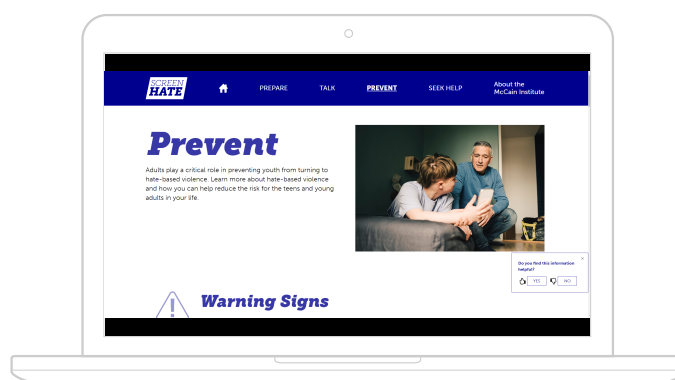 SCREEN
HATE
PREPARE
TALK
PREVENT
SEEK HELP
About the
McCain Institute
Prevent
Adults play a critical role in preventing youth from turning to
hate-based violence. Learn more about hate-based violence
and how you can help reduce the risk for the teens and young
adults in your life.
Do you find this information
helpful?
YES
NO
Warning Signs